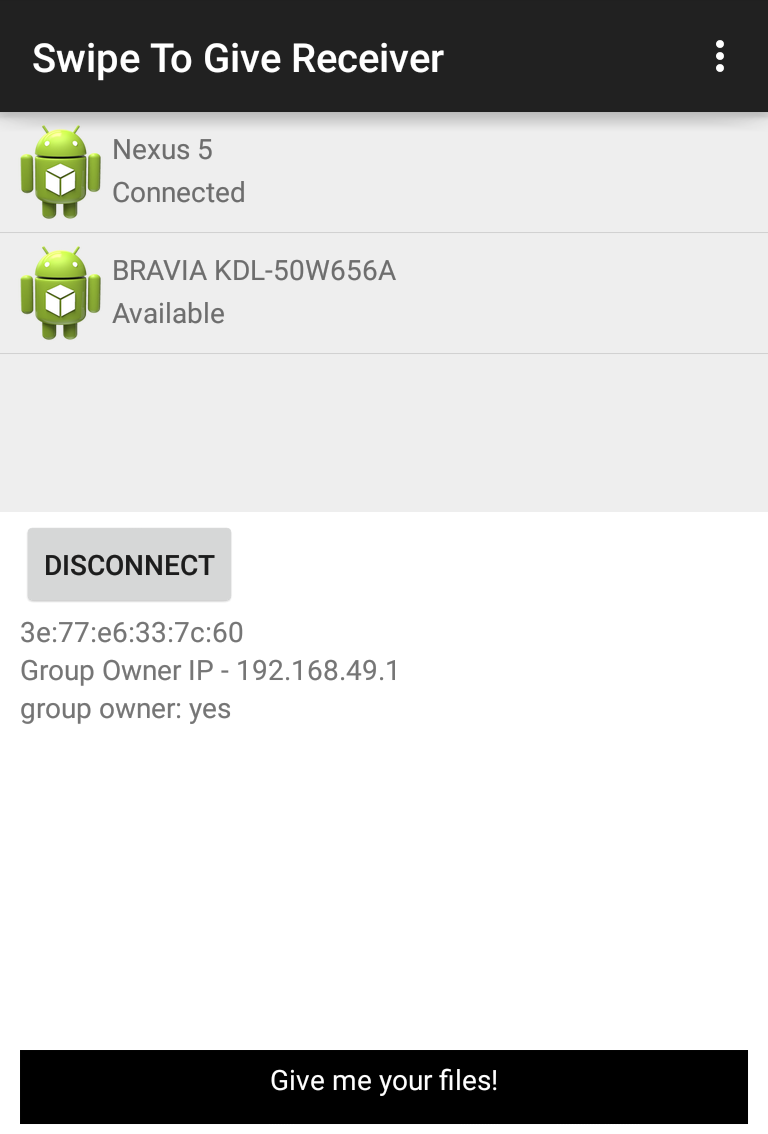 Swipe To Give Receiver
Nexus 5
Connected
BRAVIA KDL-50W656A
Available
DISCONNECT
3e:77:e6:33:7c:60
Group Owner IP - 192.168.49.1
group owner: yes
Give me your files!